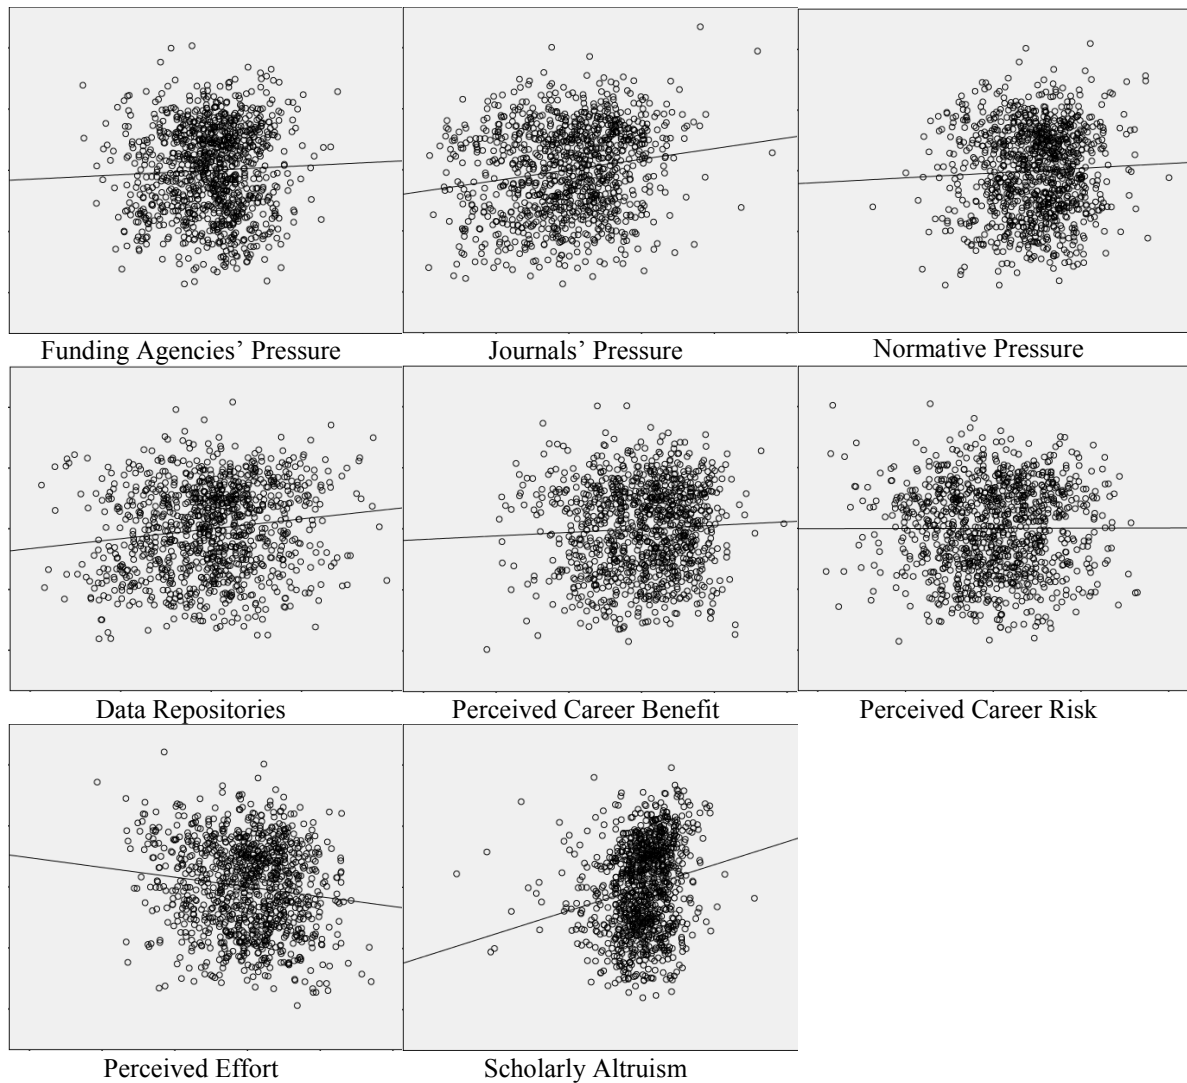 Funding Agencies’ Pressure
Journals’ Pressure
Normative Pressure
Data Repositories
Perceived Career Benefit
Perceived Career Risk
Perceived Effort
Scholarly Altruism